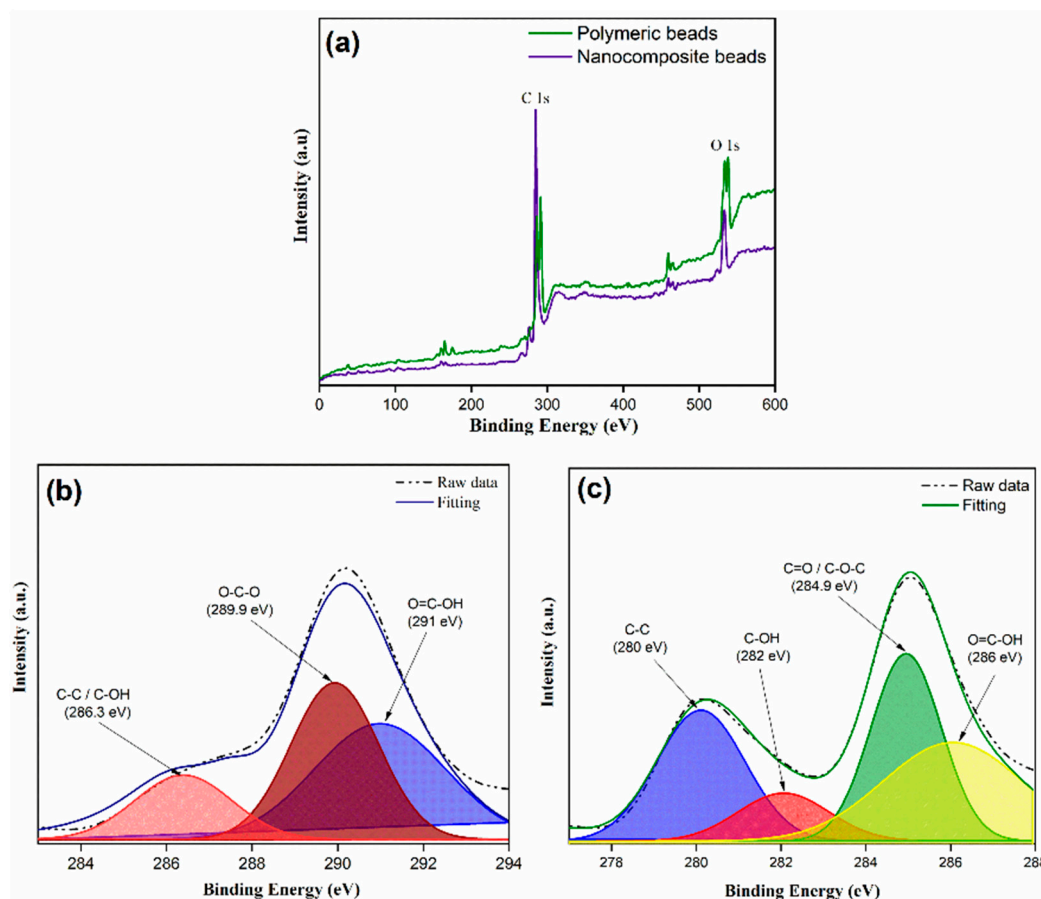 (a)
Polymeric beads
Nanocomposite beads
C 1s
O 1s
Intensity (a.u)
0 100 200 300 400 500 600
Binding Energy (eV)
(b)
Raw data
Fitting
O-C-O
(289.9 eV)
O=C-OH
(291 eV)
C-C / C-OH
(286.3 eV)
Intensity (a.u.)
284 286 288 290 292 294
Binding Energy (eV)
(c)
Raw data
Fitting
C=O / C-O-C
(284.9 eV)
C-C
(280 eV)
C-OH
(282 eV)
O=C-OH
(286 eV)
Intensity (a.u.)
278 280 282 284 286 288
Binding Energy (eV)